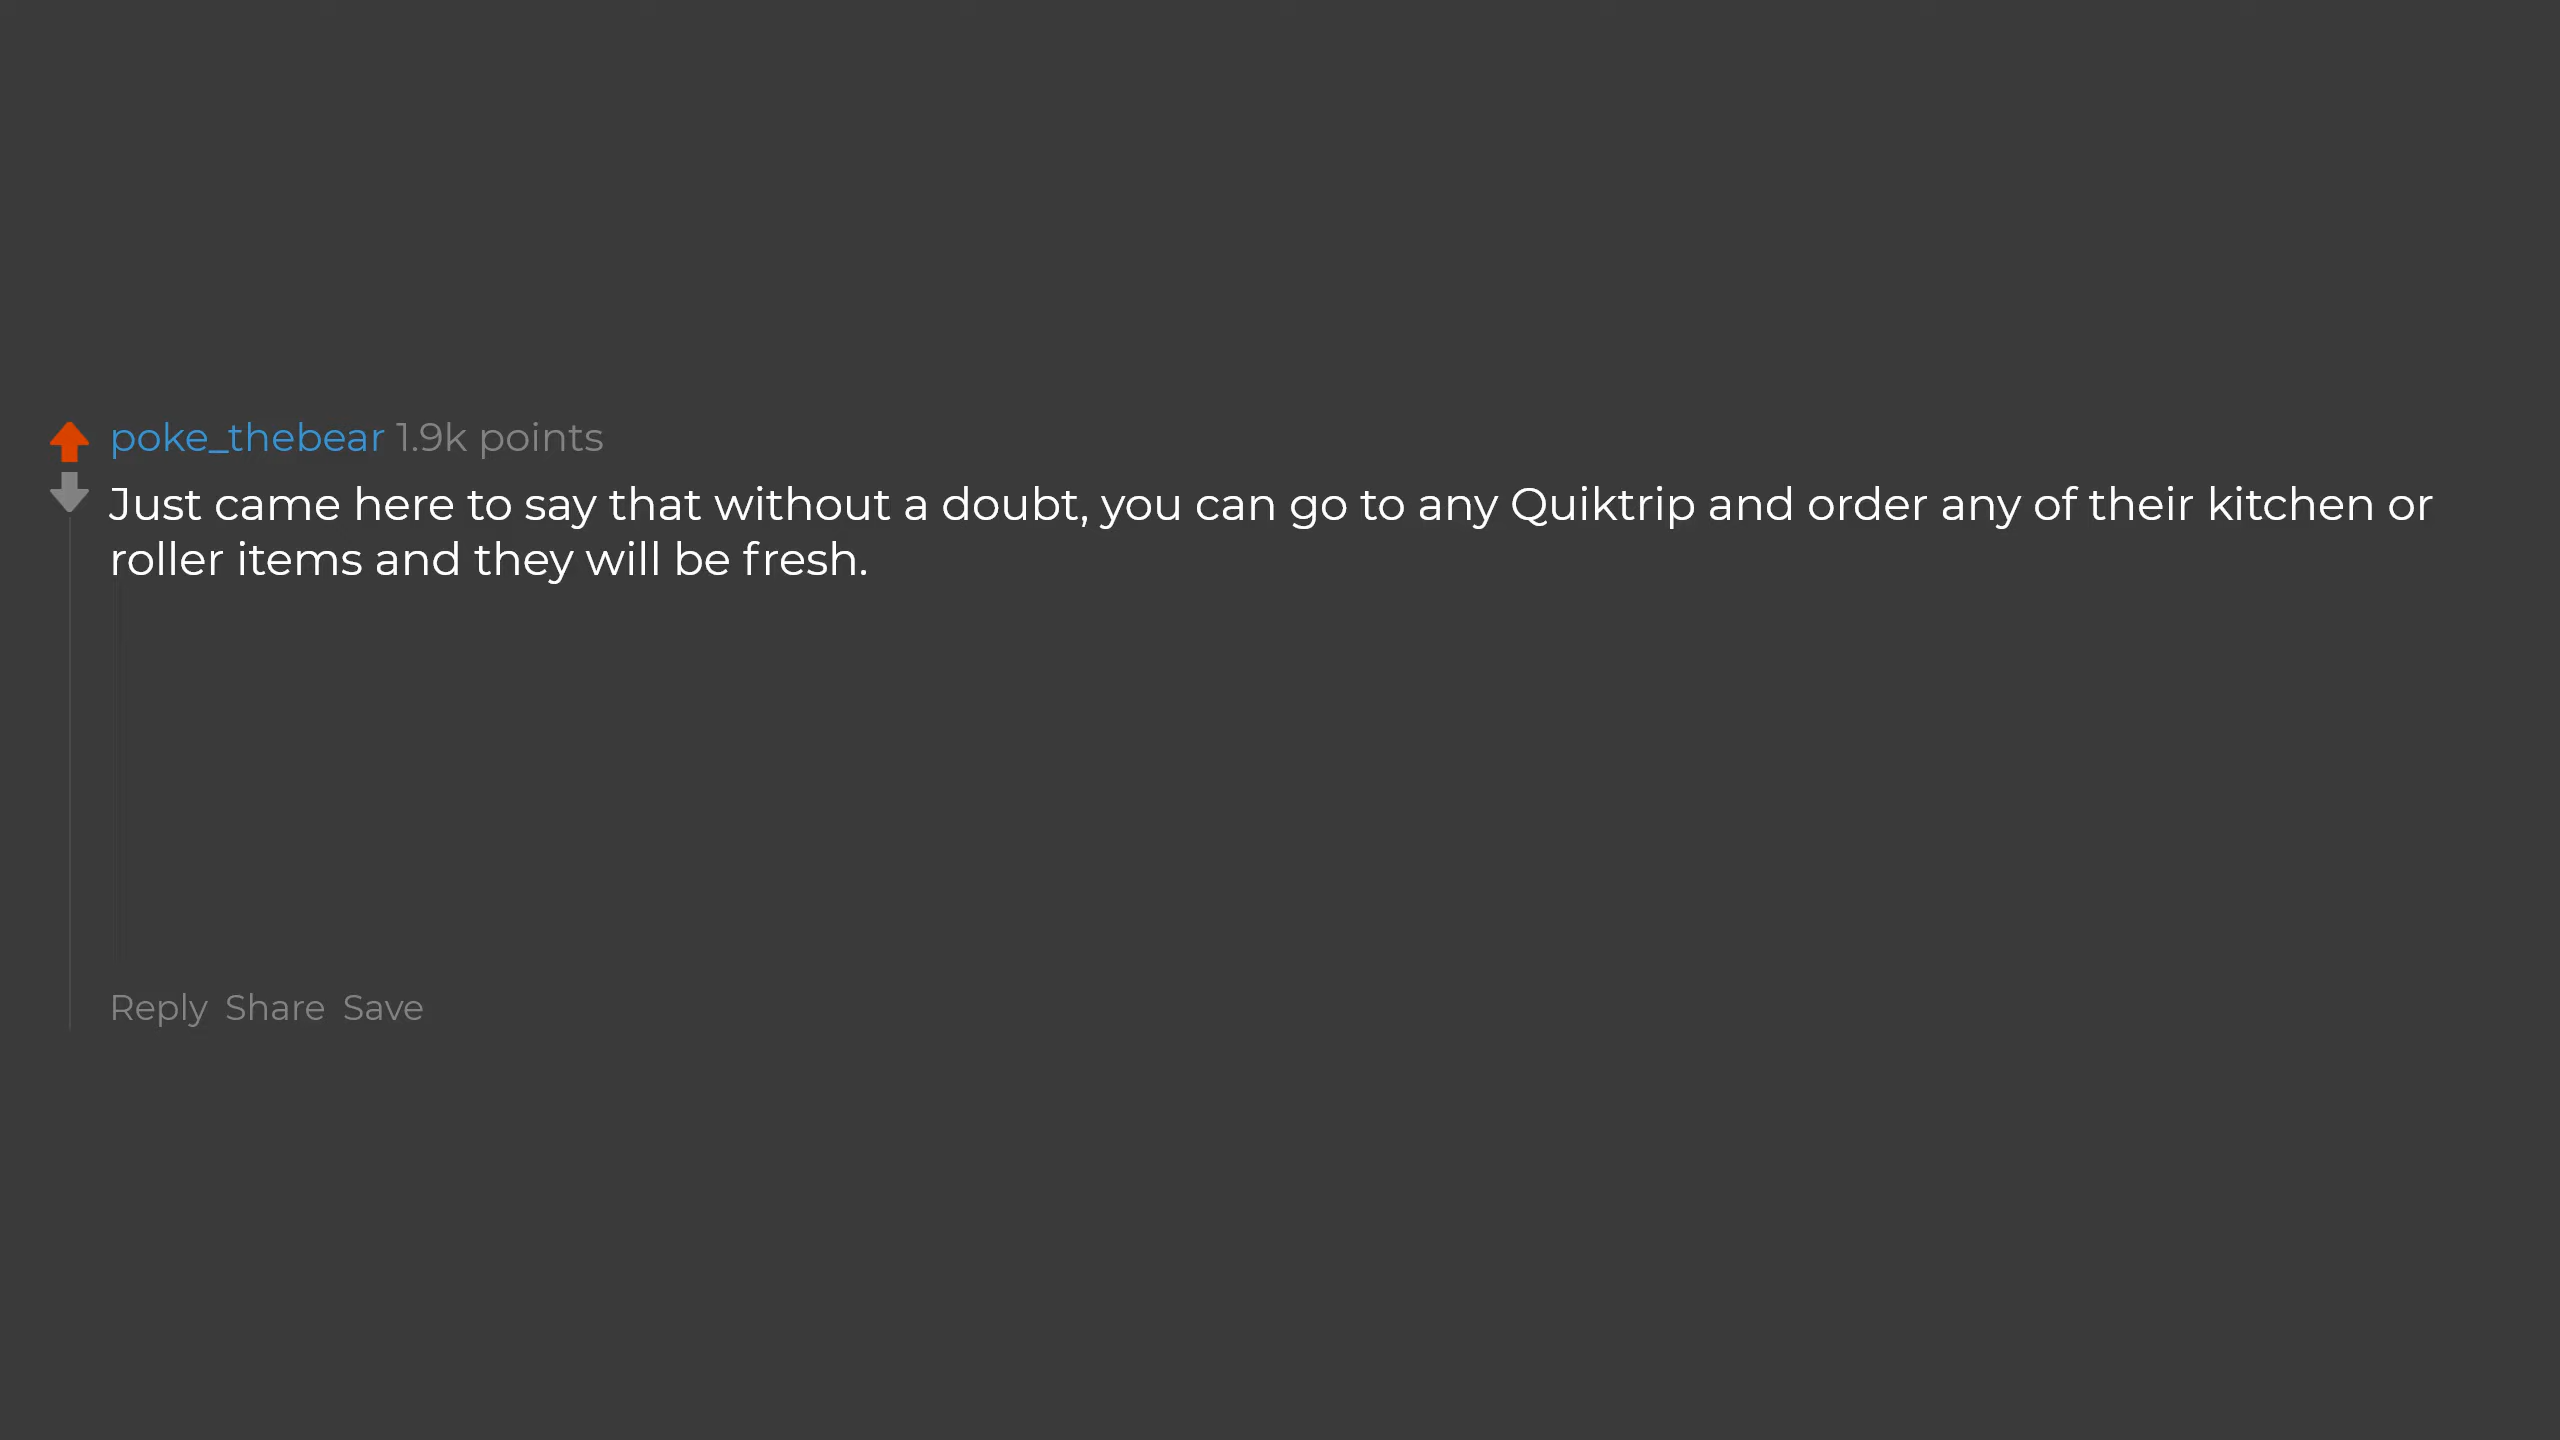 poke_thebear 1.9k points
Just came here to say that without a doubt, you can go to any Quiktrip and order any of their kitchen or
roller items and they will be fresh.
Reply Share Save